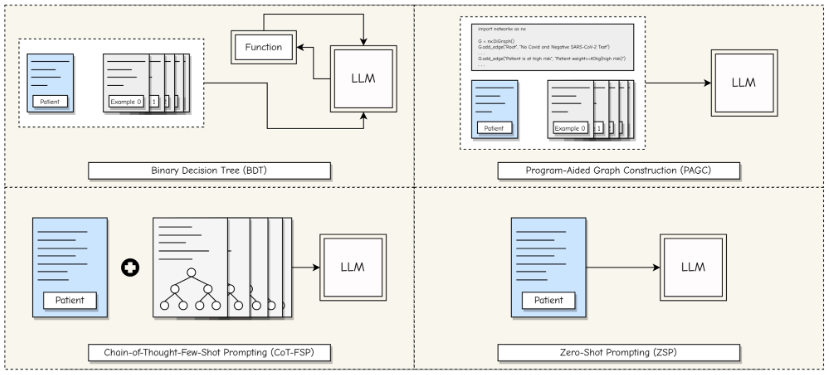 Function
LLM
Patient
Example 0
1
Binary Decision Tree (BDT)
import networkx as nx
G = nx.DiGraph()
G.add_edge("Root", "No Covid and Negative SARS-CoV-2 Test")
G.add_edge("Patient is at high risk", "Patient weight>=40kg(high risk)")
...
Patient
Example 0
1
LLM
Program-Aided Graph Construction (PAGC)
Patient
LLM
Chain-of-Thought-Few-Shot Prompting (CoT-FSP)
Patient
LLM
Zero-Shot Prompting (ZSP)